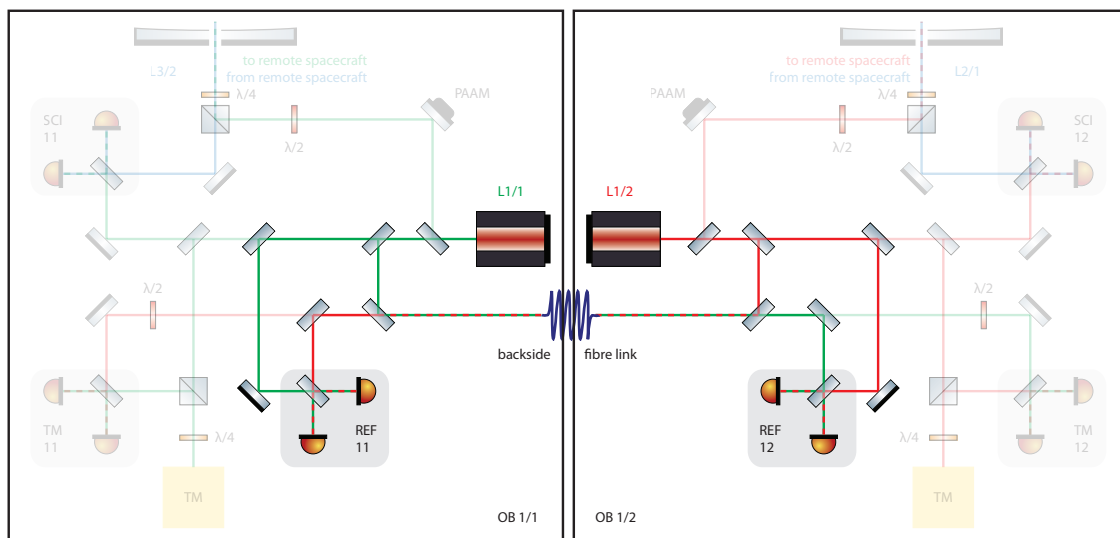 L3/2
to remote spacecraft
from remote spacecraft
λ/4
PAAM
SCI
11
λ/2
L1/1
λ/2
backside
TM
11
λ/4
REF
11
TM
OB 1/1
to remote spacecraft
from remote spacecraft
L2/1
PAAM
λ/4
SCI
12
λ/2
L1/2
λ/2
fibre link
REF
12
λ/4
TM
12
TM
OB 1/2